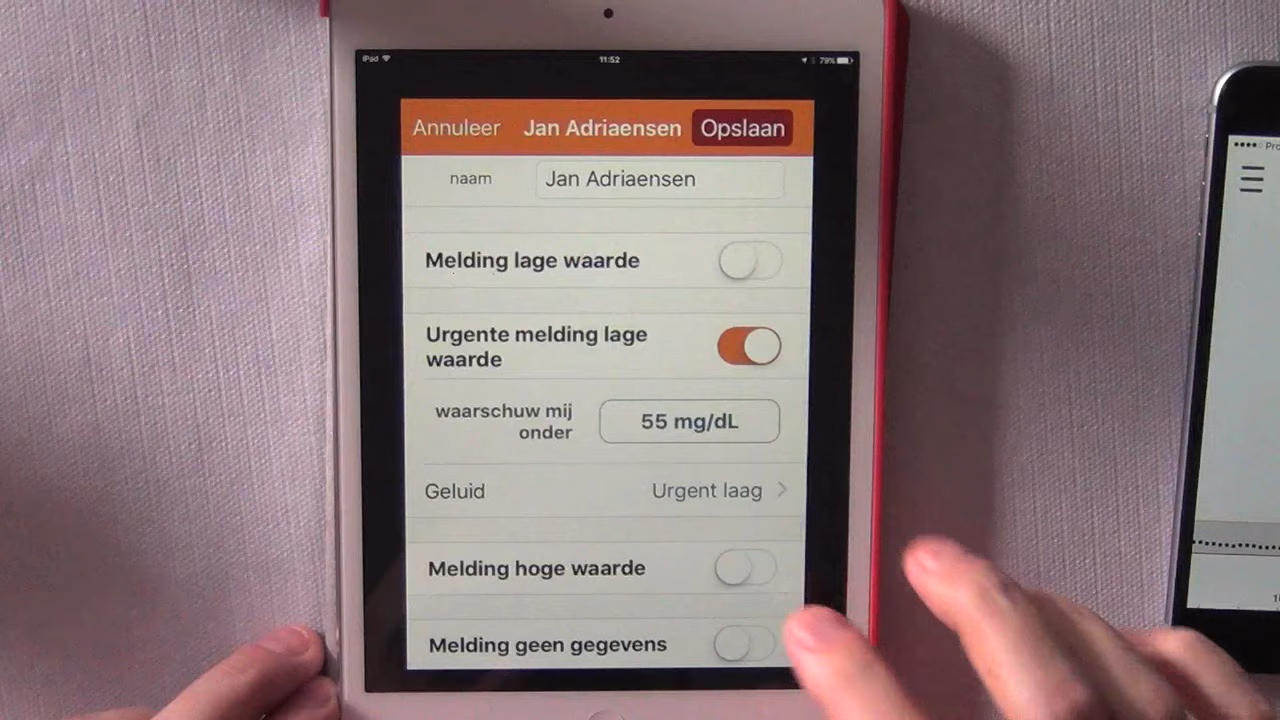 iPad
11:52
79%
Annuleer Jan Adriaensen Opslaan
naam Jan Adriaensen
Melding lage waarde
Urgente melding lage
waarde
waarschuw mij
onder
55 mg/dL
Geluid Urgent laag
Melding hoge waarde
Melding geen gegevens